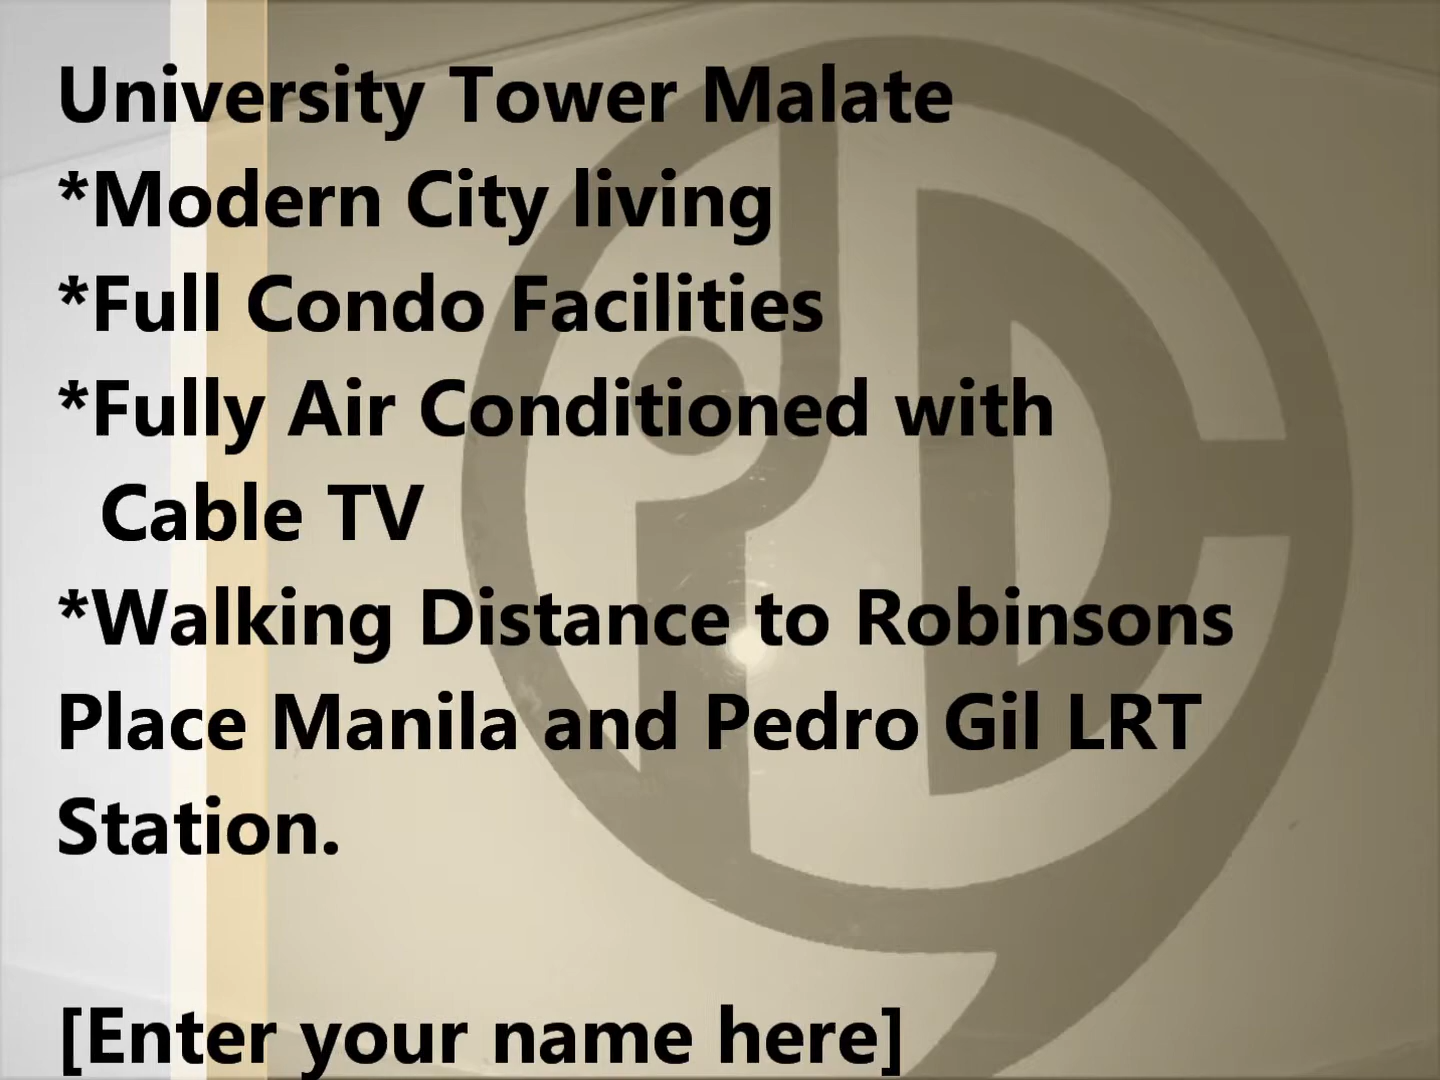 University Tower Malate
*Modern City living
*Full Condo Facilities
*Fully Air Conditioned with
Cable TV
*Walking Distance to Robinsons
Place Manila and Pedro Gil LRT
Station.
[Enter your name here]